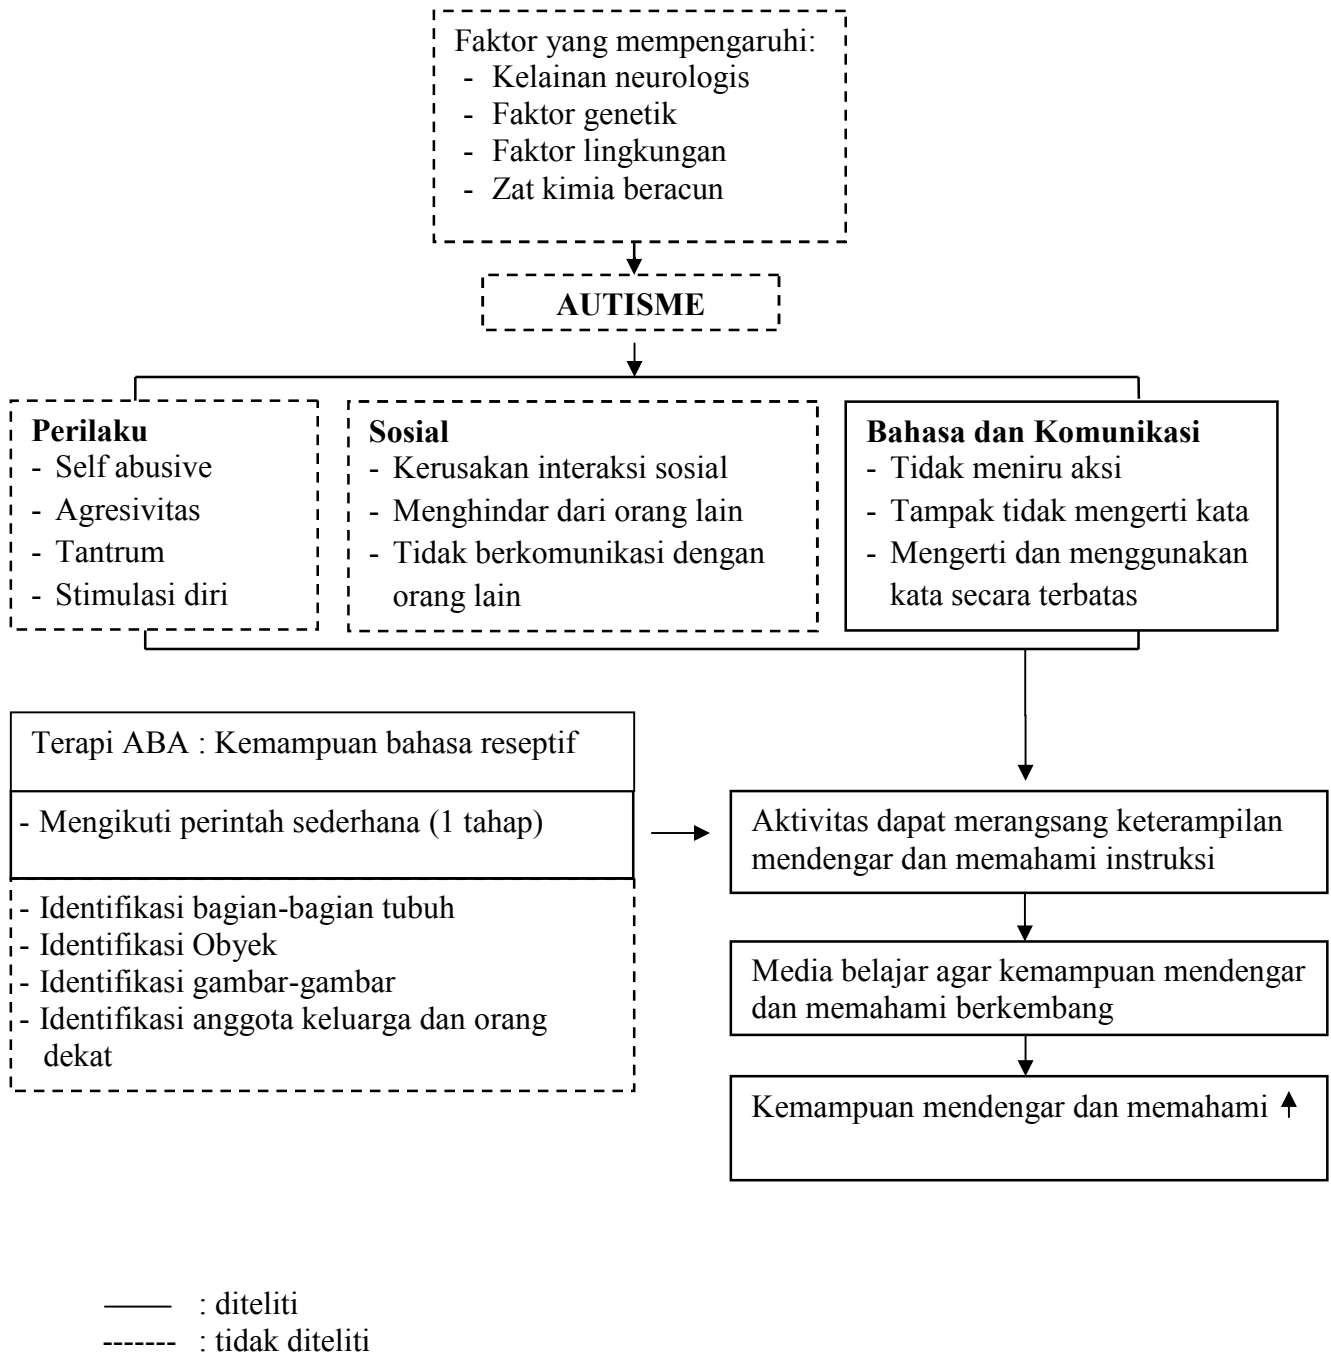 Faktor yang mempengaruhi:
- Kelainan neurologis
- Faktor genetik
- Faktor lingkungan
- Zat kimia beracun
AUTISME
Perilaku
- Self abusive
- Agresivitas
- Tantrum
- Stimulasi diri
Sosial
- Kerusakan interaksi sosial
- Menghindar dari orang lain
- Tidak berkomunikasi dengan
orang lain
Bahasa dan Komunikasi
- Tidak meniru aksi
- Tampak tidak mengerti kata
- Mengerti dan menggunakan
kata secara terbatas
Terapi ABA : Kemampuan bahasa reseptif
- Mengikuti perintah sederhana (1 tahap)
- Identifikasi bagian-bagian tubuh
- Identifikasi Obyek
- Identifikasi gambar-gambar
- Identifikasi anggota keluarga dan orang
dekat
Aktivitas dapat merangsang keterampilan
mendengar dan memahami instruksi
Media belajar agar kemampuan mendengar
dan memahami berkembang
Kemampuan mendengar dan memahami
: diteliti
: tidak diteliti